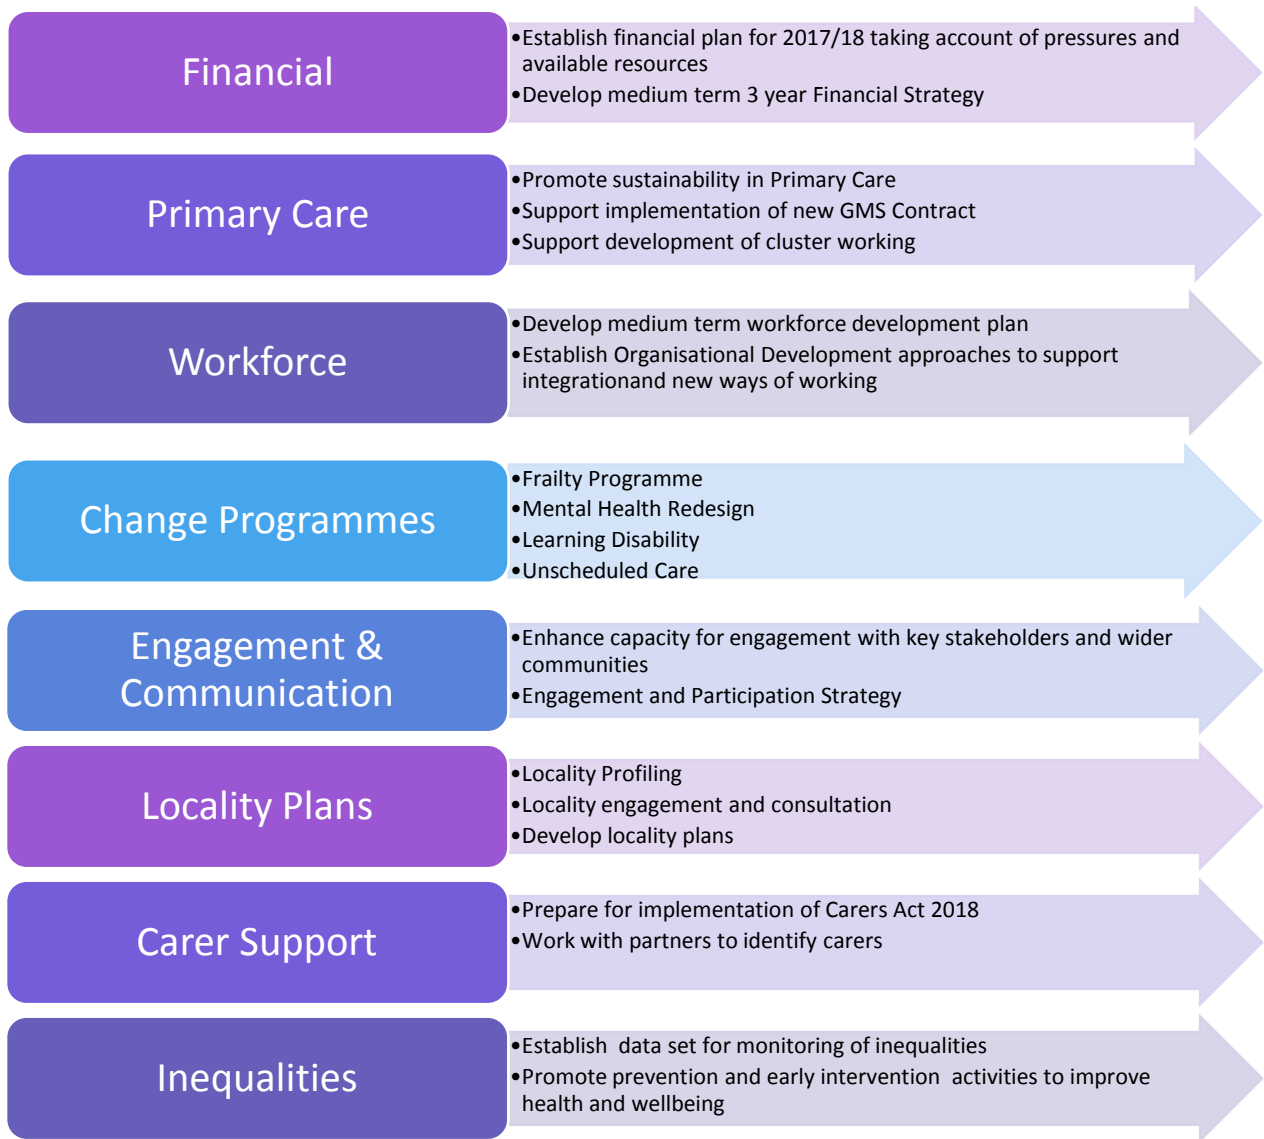 Financial
•Establish financial plan for 2017/18 taking account of pressures and
available resources
•Develop medium term 3 year Financial Strategy
Primary Care
•Promote sustainability in Primary Care
•Support implementation of new GMS Contract
•Support development of cluster working
Workforce
•Develop medium term workforce development plan
•Establish Organisational Development approaches to support
integrationand new ways of working
Change Programmes
•Frailty Programme
•Mental Health Redesign
•Learning Disability
•Unscheduled Care
Engagement &
Communication
•Enhance capacity for engagement with key stakeholders and wider
communities
•Engagement and Participation Strategy
Locality Plans
•Locality Profiling
•Locality engagement and consultation
•Develop locality plans
Carer Support
•Prepare for implementation of Carers Act 2018
•Work with partners to identify carers
Inequalities
•Establish  data set for monitoring of inequalities
•Promote prevention and early intervention  activities to improve
health and wellbeing